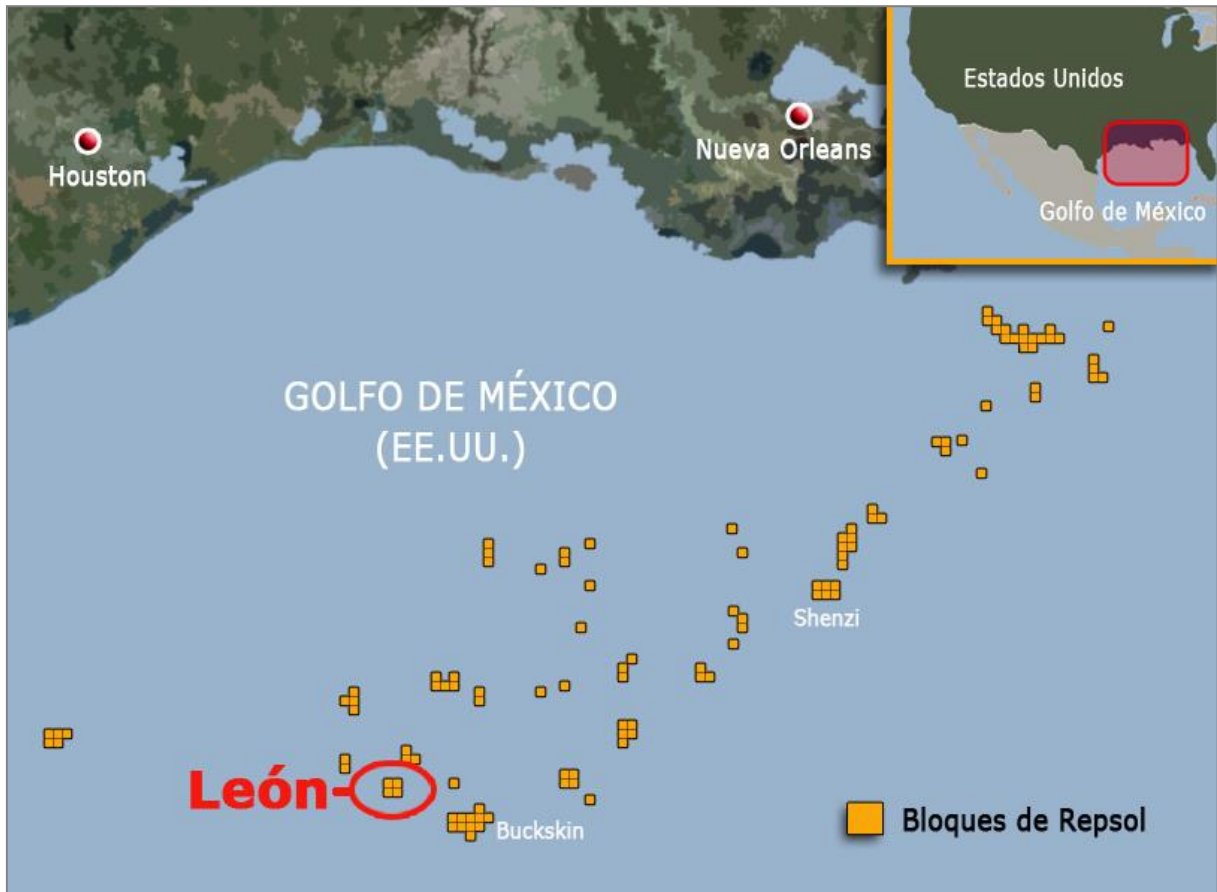 Estados Unidos
Golfo de México
Houston
Nueva Orleans
GOLFO DE MÉXICO
(EE.UU.)
Shenzi
León
Buckskin
Bloques de Repsol